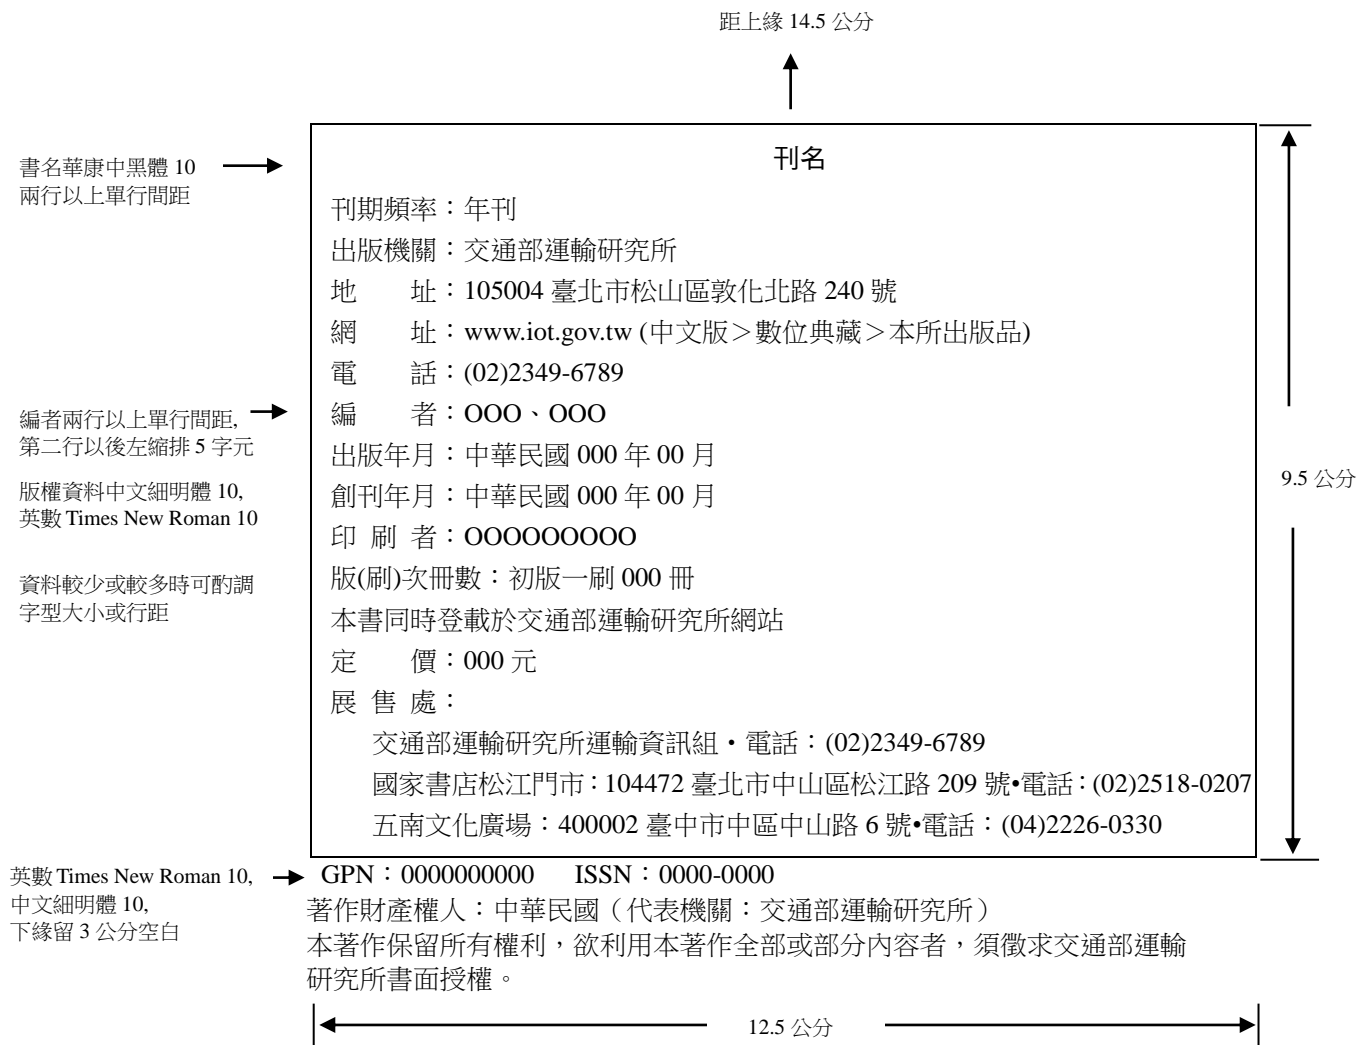 距上緣 14.5 公分
書名華康中黑體 10
兩行以上單行間距
刊名
刊期頻率：年刊
出版機關：交通部運輸研究所
地　　址：105004 臺北市松山區敦化北路 240 號
網　　址：www.iot.gov.tw (中文版＞數位典藏＞本所出版品)
電　　話：(02)2349-6789
編者兩行以上單行間距,
第二行以後左縮排 5 字元
編　　者：OOO、OOO
出版年月：中華民國 000 年 00 月
版權資料中文細明體 10,
英數 Times New Roman 10
9.5 公分
創刊年月：中華民國 000 年 00 月
印 刷 者：OOOOOOOOO
資料較少或較多時可酌調
字型大小或行距
版(刷)次冊數：初版一刷 000 冊
本書同時登載於交通部運輸研究所網站
定　　價：000 元
展 售 處：
交通部運輸研究所運輸資訊組‧電話：(02)2349-6789
國家書店松江門市：104472 臺北市中山區松江路 209 號•電話：(02)2518-0207
五南文化廣場：400002 臺中市中區中山路 6 號•電話：(04)2226-0330
英數 Times New Roman 10,
中文細明體 10,
下緣留 3 公分空白
GPN：0000000000　ISSN：0000-0000
著作財產權人：中華民國（代表機關：交通部運輸研究所）
本著作保留所有權利，欲利用本著作全部或部分內容者，須徵求交通部運輸
研究所書面授權。
12.5 公分